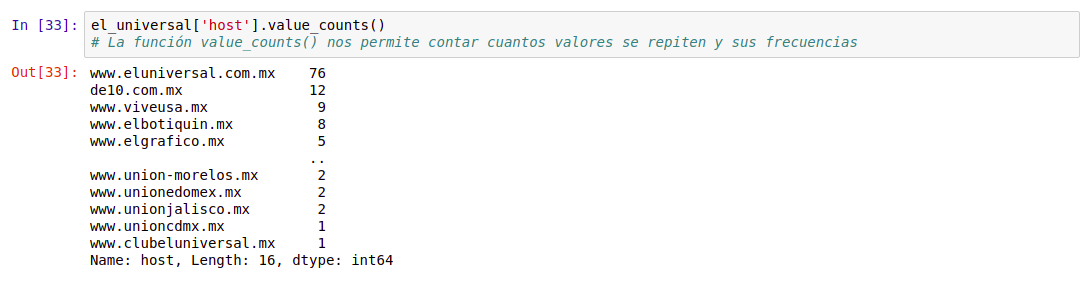 In [33]: el_universal['host'].value_counts()
# La función value_counts() nos permite contar cuantos valores se repiten y sus frecuencias
Out[33]: www.eluniversal.com.mx    76
de10.com.mx               12
www.viveusa.mx             9
www.elbotiquin.mx          8
www.elgrafico.mx           5
..
www.union-morelos.mx       2
www.unionedomex.mx         2
www.unionjalisco.mx        2
www.unioncdmx.mx           1
www.clubeluniversal.mx     1
Name: host, Length: 16, dtype: int64